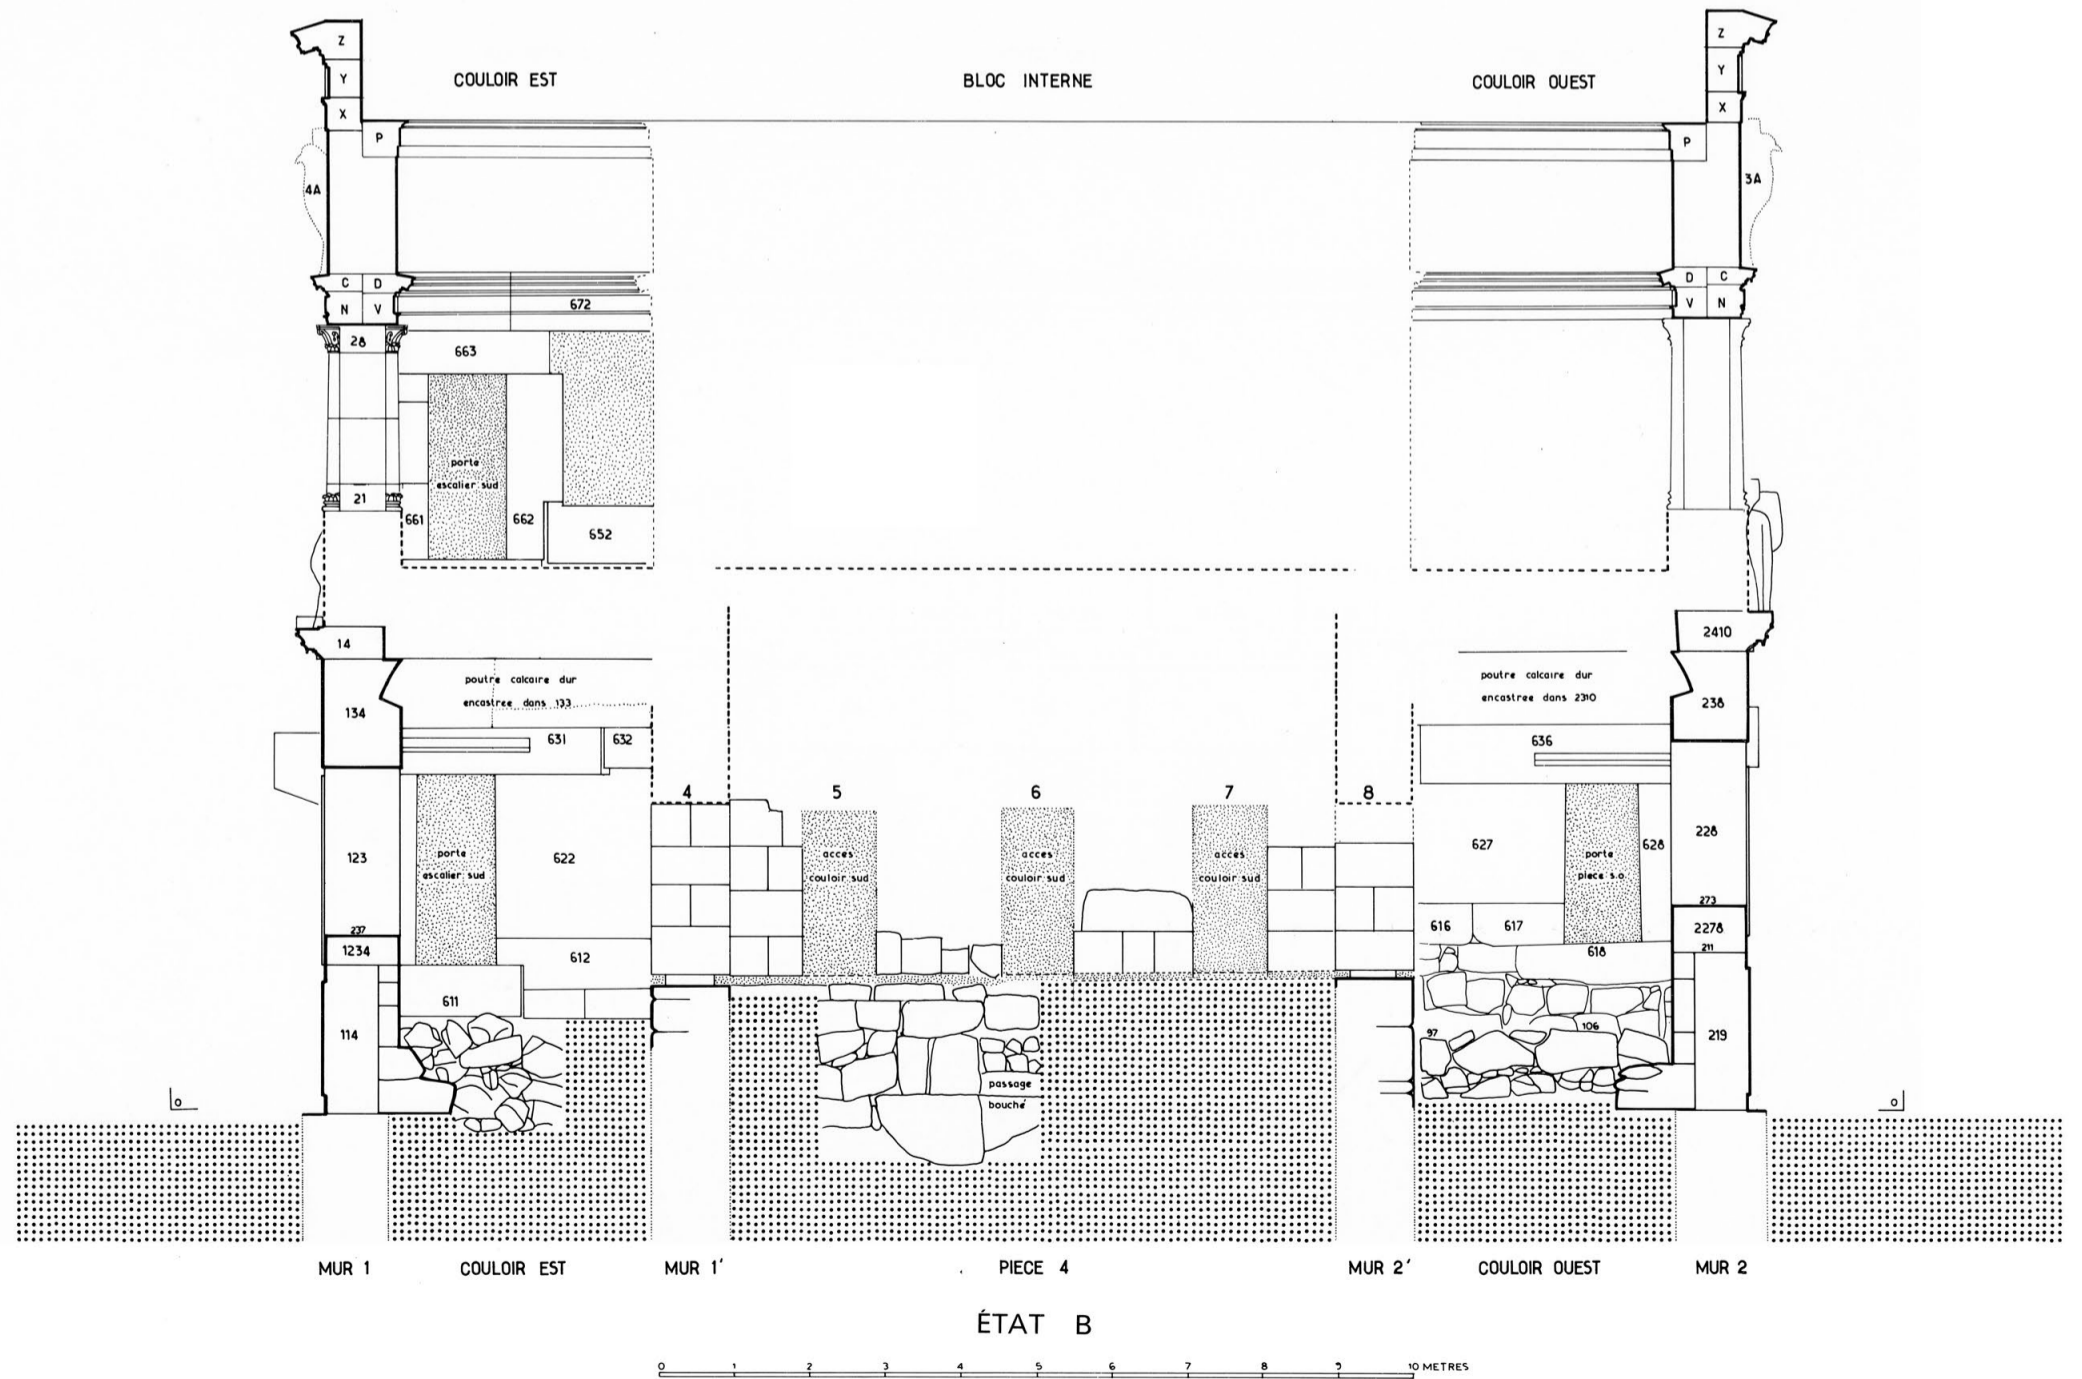 COULOIR EST
BLOC INTERNE
COULOIR OUEST
Z
Z
Y
Y
X
X
P
P
4A
3A
C D
D C
N V
V N
672
28
663
porte
escalier sud
21
661
662
652
14
2410
poutre calcaire dur
encastree dans 133
poutre calcaire dur
encastree dans 2310
134
238
631
632
636
4
5
6
7
8
123
porte
escalier sud
622
acces
couloir sud
acces
couloir sud
acces
couloir sud
627
porte
piece s.o
628
228
237
1234
612
616
617
618
273
2278
211
611
114
97
106
219
passage
bouché
0
0
MUR 1
COULOIR EST
MUR 1'
PIECE 4
MUR 2'
COULOIR OUEST
MUR 2
ÉTAT B
0 1 2 3 4 5 6 7 8 9 10 METRES